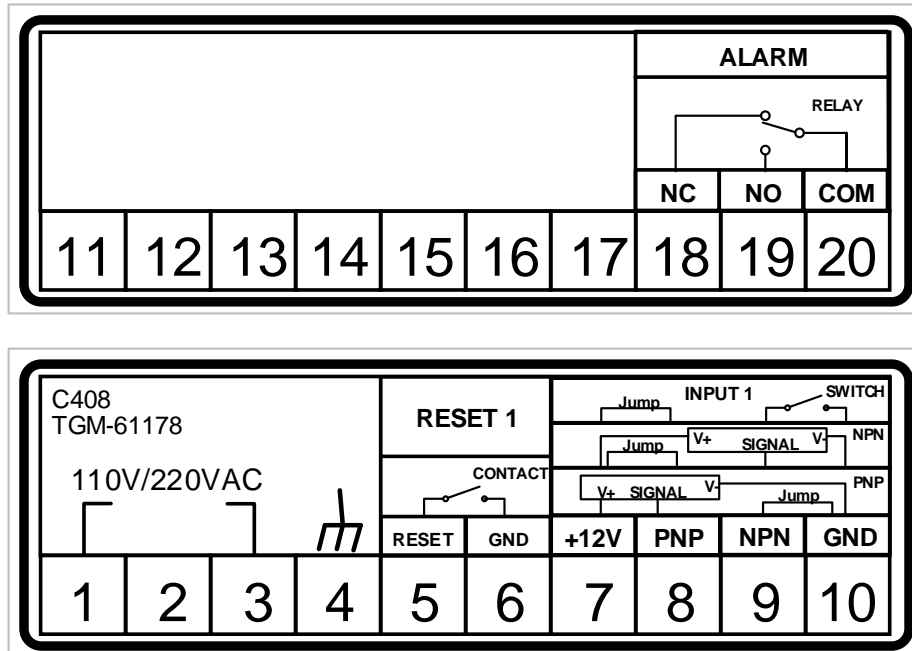 ALARM
RELAY
NC NO COM
11 12 13 14 15 16 17 18 19 20
C408
TGM-61178
110V/220VAC
RESET 1
CONTACT
RESET GND
INPUT 1
Jump SWITCH
V+ SIGNAL V- NPN
Jump
V+ SIGNAL V- PNP
Jump
+12V PNP NPN GND
1 2 3 4 5 6 7 8 9 10